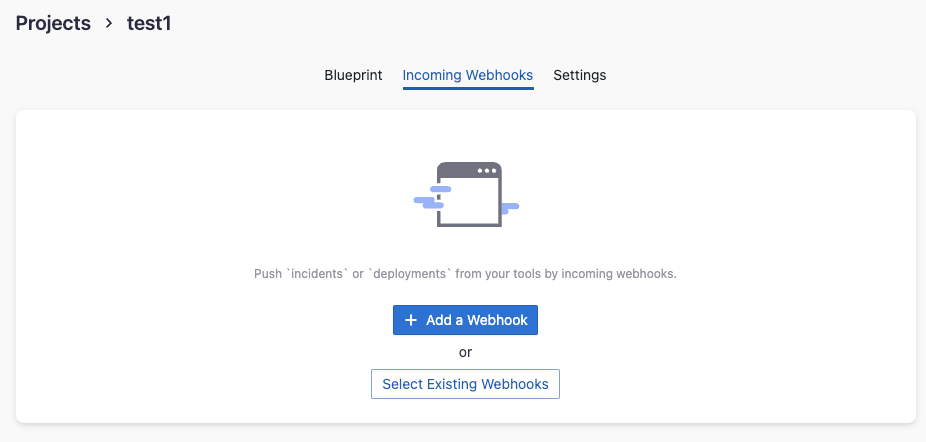 Projects > test1
Blueprint Incoming Webhooks Settings
Push `incidents` or `deployments` from your tools by incoming webhooks.
+ Add a Webhook
or
Select Existing Webhooks